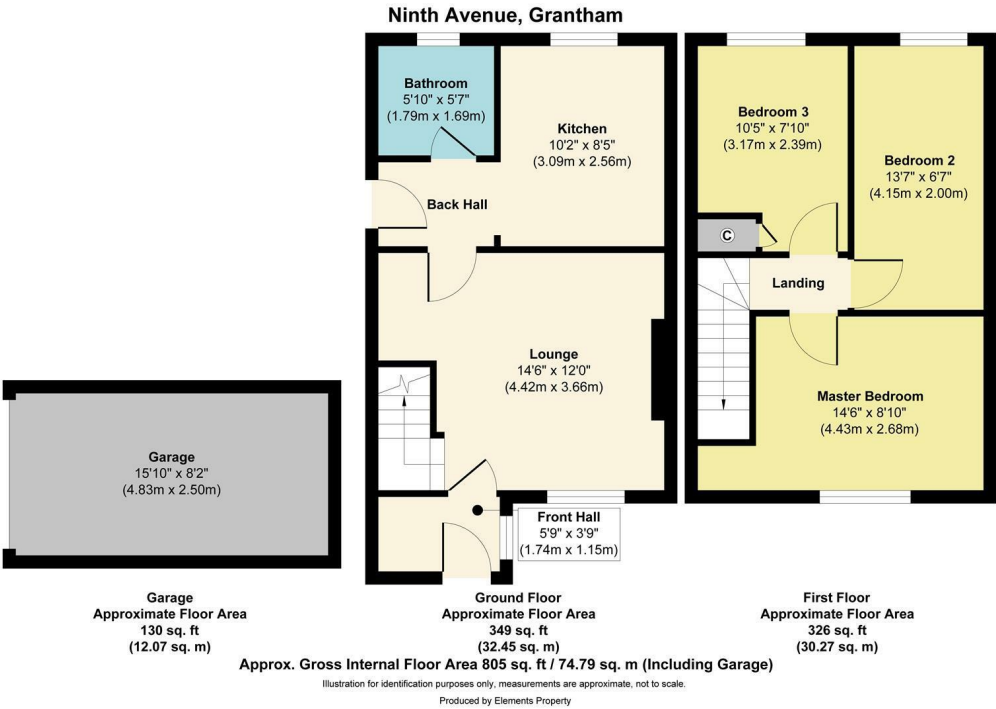 Ninth Avenue, Grantham
Bathroom
5'10" x 5'7"
(1.79m x 1.69m)
Kitchen
10'2" x 8'5"
(3.09m x 2.56m)
Back Hall
Lounge
14'6" x 12'0"
(4.42m x 3.66m)
Front Hall
5'9" x 3'9"
(1.74m x 1.15m)
Bedroom 3
10'5" x 7'10"
(3.17m x 2.39m)
Bedroom 2
13'7" x 6'7"
(4.15m x 2.00m)
C
Landing
Master Bedroom
14'6" x 8'10"
(4.43m x 2.68m)
Garage
15'10" x 8'2"
(4.83m x 2.50m)
Garage
Approximate Floor Area
130 sq. ft
(12.07 sq. m)
Ground Floor
Approximate Floor Area
349 sq. ft
(32.45 sq. m)
First Floor
Approximate Floor Area
326 sq. ft
(30.27 sq. m)
Approx. Gross Internal Floor Area 805 sq. ft / 74.79 sq. m (Including Garage)
Illustration for identification purposes only, measurements are approximate, not to scale.
Produced by Elements Property